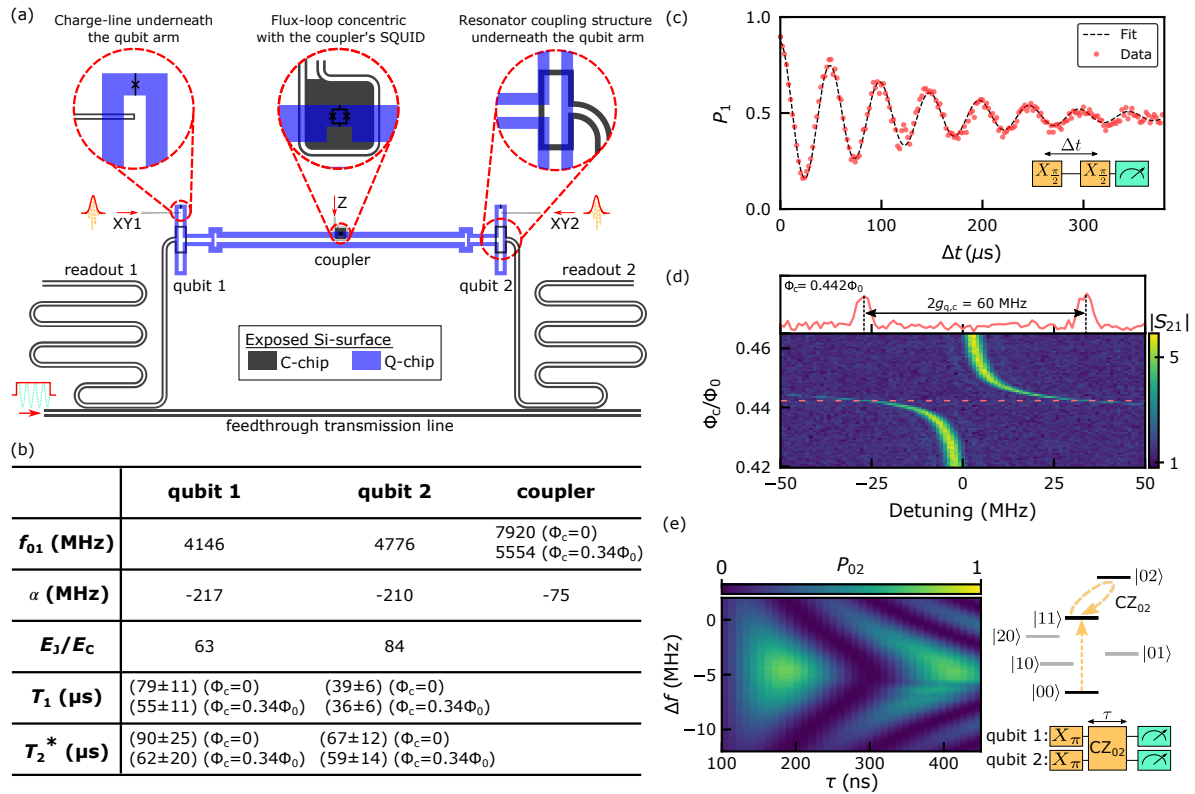 (a)
Charge-line underneath
the qubit arm
Flux-loop concentric
with the coupler's SQUID
Resonator coupling structure
underneath the qubit arm
XY1
Z
XY2
coupler
qubit 1
qubit 2
readout 1
readout 2
Exposed Si-surface
C-chip
Q-chip
feedthrough transmission line
(b)
qubit 1 qubit 2 coupler
f01 (MHz) 4146 4776 7920 (Φc=0)
5554 (Φc=0.34Φ0)
α (MHz) -217 -210 -75
EJ/EC 63 84
T1 (µs) (79±11) (Φc=0) (39±6) (Φc=0)
(55±11) (Φc=0.34Φ0) (36±6) (Φc=0.34Φ0)
T2* (µs) (90±25) (Φc=0) (67±12) (Φc=0)
(62±20) (Φc=0.34Φ0) (59±14) (Φc=0.34Φ0)
(c)
1.0
0.5
0.0
P1
Fit
Data
Δt
Xπ/2 Xπ/2
0 100 200 300
Δt (µs)
(d)
Φc= 0.442Φ0
2gq,c = 60 MHz
|S21|
5
1
0.46
0.44
0.42
Φc/Φ0
−50 −25 0 25 50
Detuning (MHz)
(e)
0 P02 1
0
−5
−10
Δf (MHz)
100 200 300 400
τ (ns)
|02⟩
CZ02
|11⟩
|20⟩
|01⟩
|10⟩
|00⟩
τ
qubit 1: Xπ
CZ02
qubit 2: Xπ